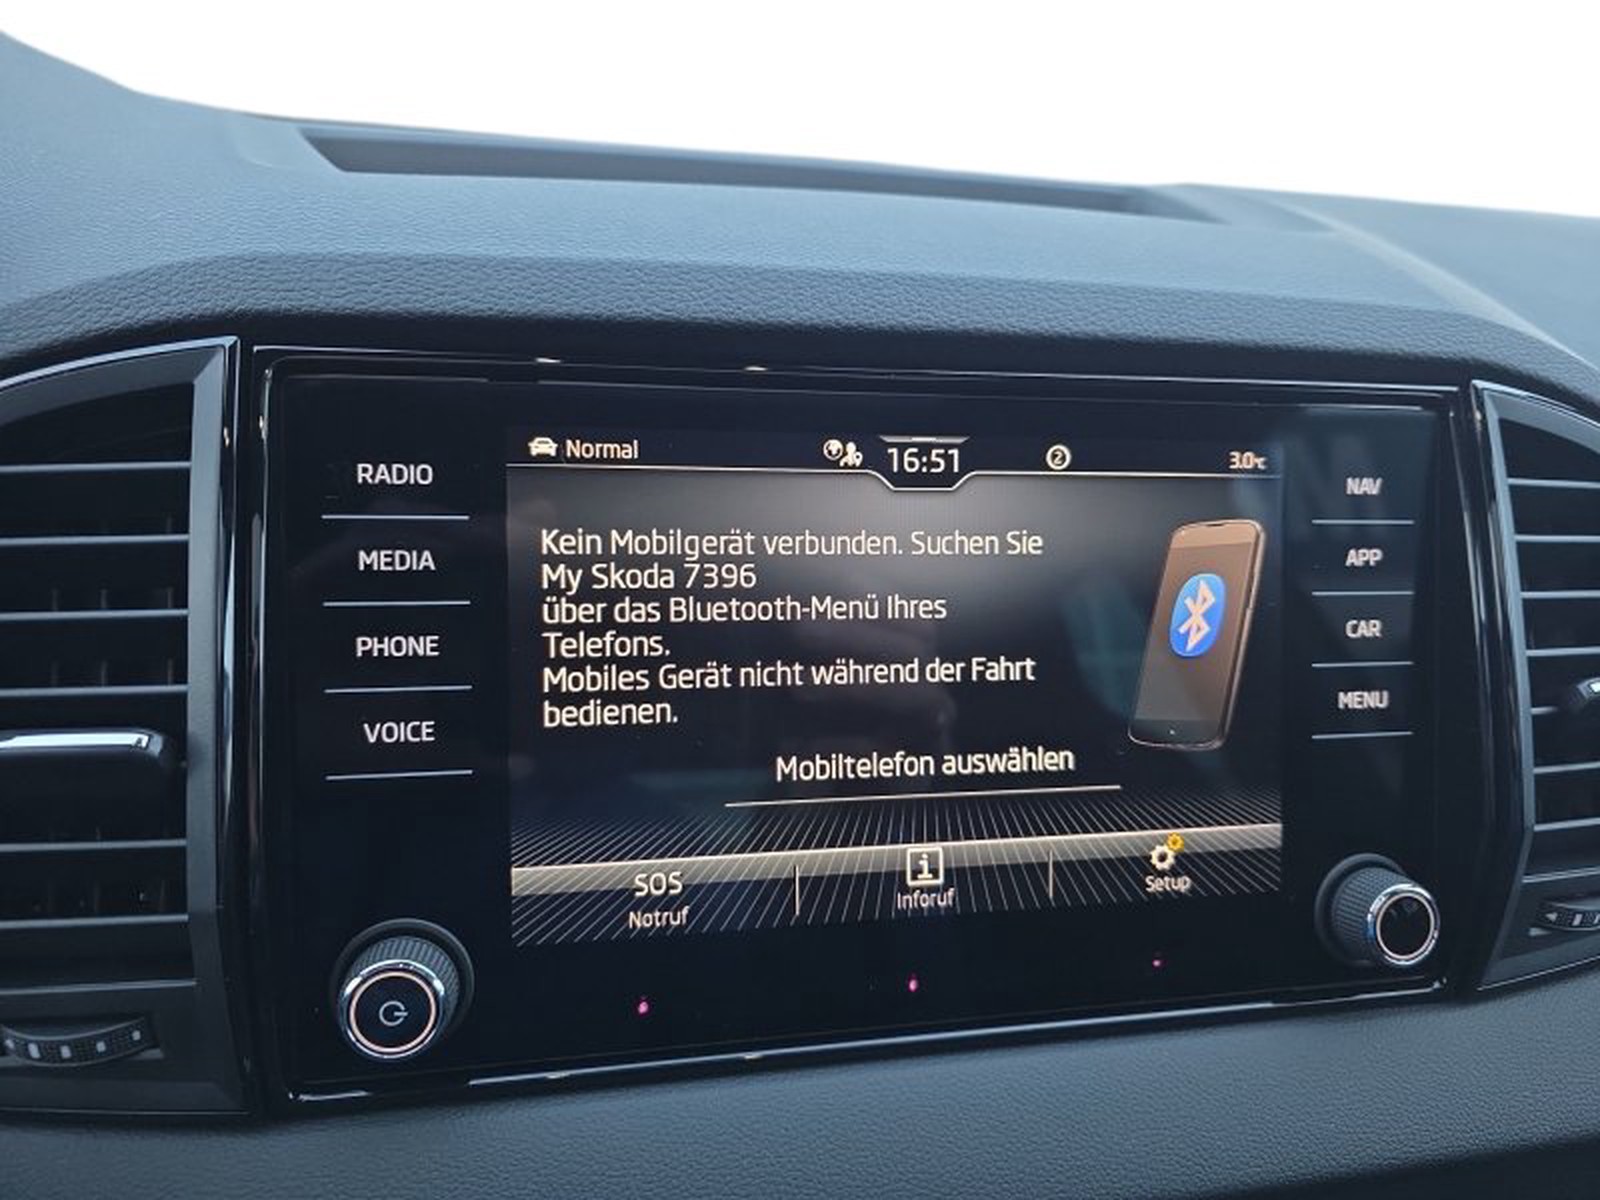 Normal
16:51
2
3.0°C
RADIO
MEDIA
PHONE
VOICE
Kein Mobilgerät verbunden. Suchen Sie
My Skoda 7396
über das Bluetooth-Menü Ihres
Telefons.
Mobiles Gerät nicht während der Fahrt
bedienen.
Mobiltelefon auswählen
SOS
Notruf
i
Inforuf
Setup
NAV
APP
CAR
MENU